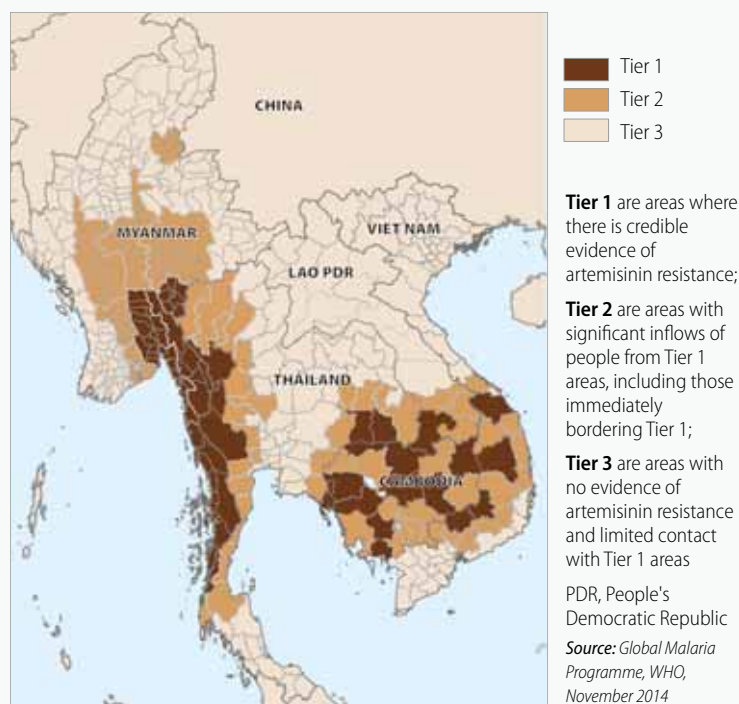 CHINA
MYANMAR
VIET NAM
LAO PDR
THAILAND
CAMBODIA
Tier 1
Tier 2
Tier 3
Tier 1 are areas where
there is credible
evidence of
artemisinin resistance;
Tier 2 are areas with
significant inflows of
people from Tier 1
areas, including those
immediately
bordering Tier 1;
Tier 3 are areas with
no evidence of
artemisinin resistance
and limited contact
with Tier 1 areas
PDR, People's
Democratic Republic
Source: Global Malaria
Programme, WHO,
November 2014